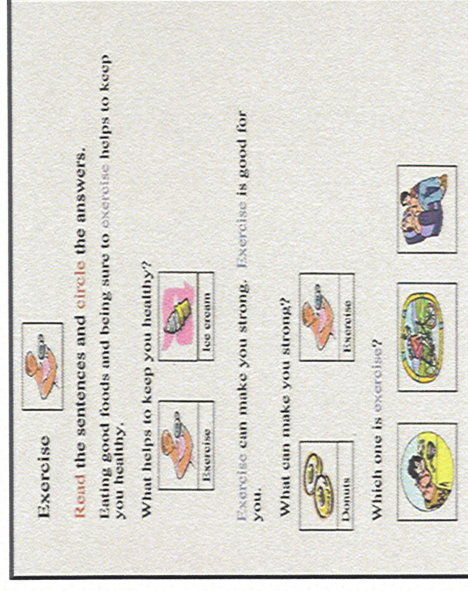 Exercise
Read the sentences and circle the answers.
Eating good foods and being sure to exercise helps to keep
you healthy.
What helps to keep you healthy?
Exercise Ice cream
Exercise can make you strong. Exercise is good for
you.
What can make you strong?
Donuts Exercise
Which one is exercise?